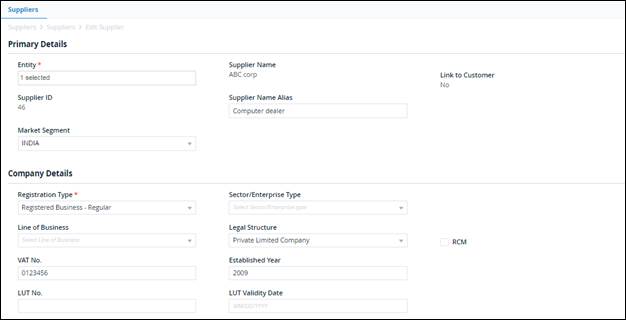 Suppliers
Suppliers > Suppliers > Edit Supplier
Primary Details
Entity *
1 selected
Supplier Name
ABC corp
Link to Customer
No
Supplier ID
46
Supplier Name Alias
Computer dealer
Market Segment
INDIA
Company Details
Registration Type *
Registered Business - Regular
Sector/Enterprise Type
Select Sector/Enterprise type
Line of Business
Select Line of Business
Legal Structure
Private Limited Company
RCM
VAT No.
0123456
Established Year
2009
LUT No.
LUT Validity Date